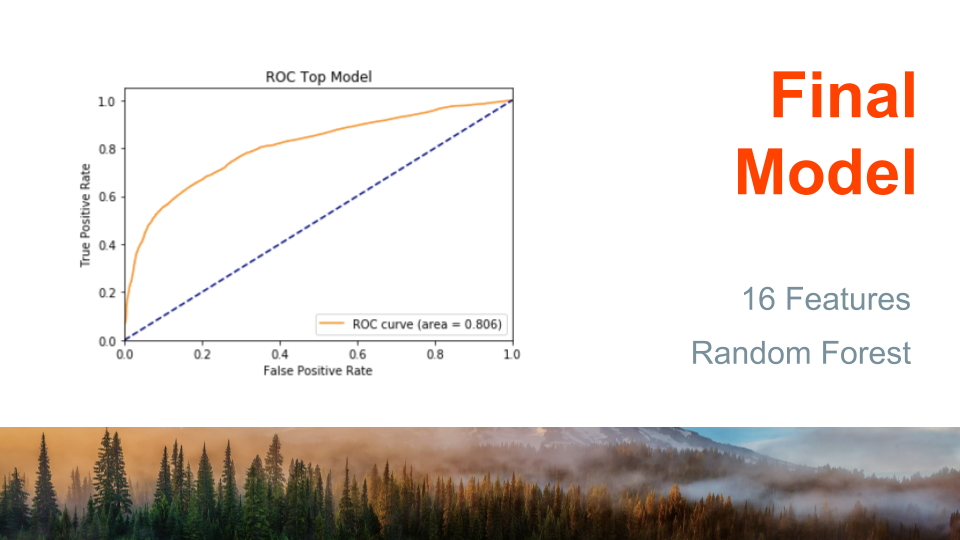 ROC Top Model
1.0
0.8
0.6
0.4
0.2
0.0
True Positive Rate
0.0 0.2 0.4 0.6 0.8 1.0
False Positive Rate
ROC curve (area = 0.806)
Final
Model
16 Features
Random Forest